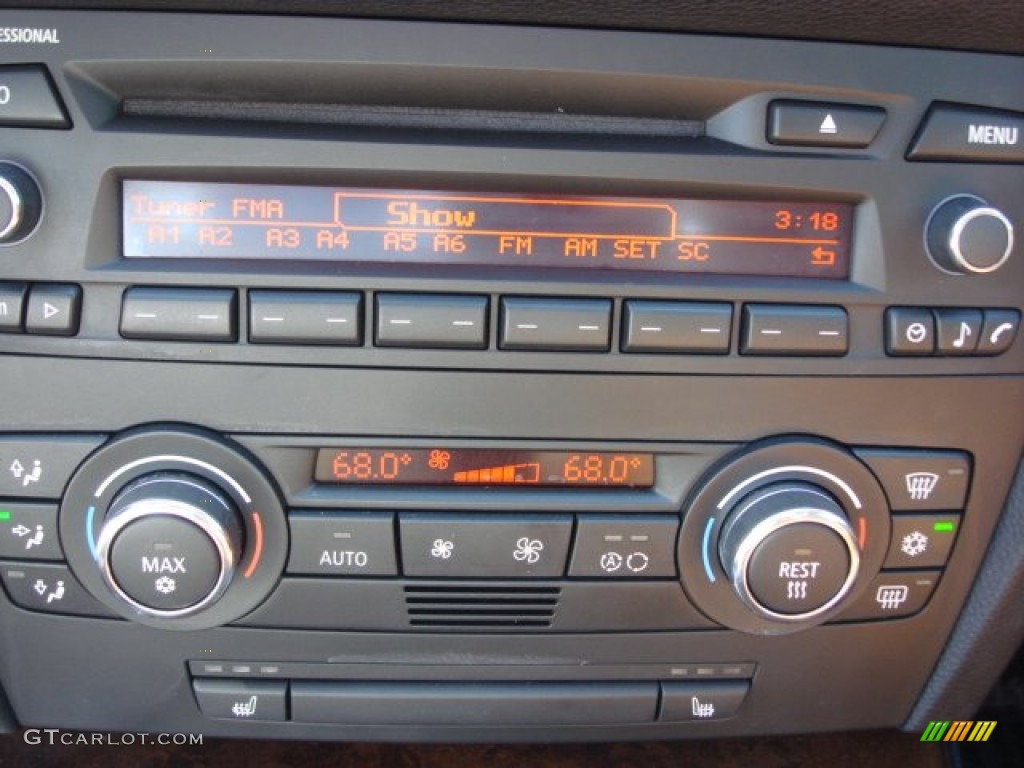 ESSIONAL
MENU
Tuner FMA Show 3:18
A1 A2 A3 A4 A5 A6 FM AM SET SC
68.0° 68.0°
MAX
AUTO
A
REST
GTCARLOT.COM